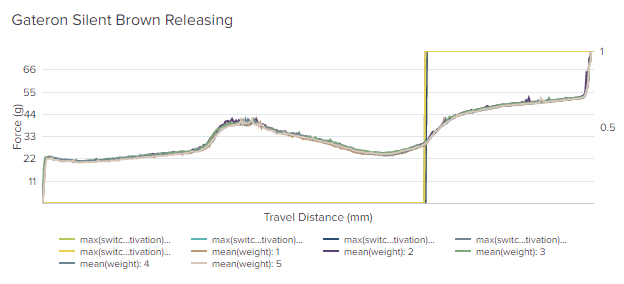 Gateron Silent Brown Releasing
66
55
44
33
22
11
Force (g)
1
0.5
Travel Distance (mm)
max(switc...tivation)... max(switc...tivation)... max(switc...tivation)... max(switc...tivation)...
max(switc...tivation)... mean(weight): 1 mean(weight): 2 mean(weight): 3
mean(weight): 4 mean(weight): 5